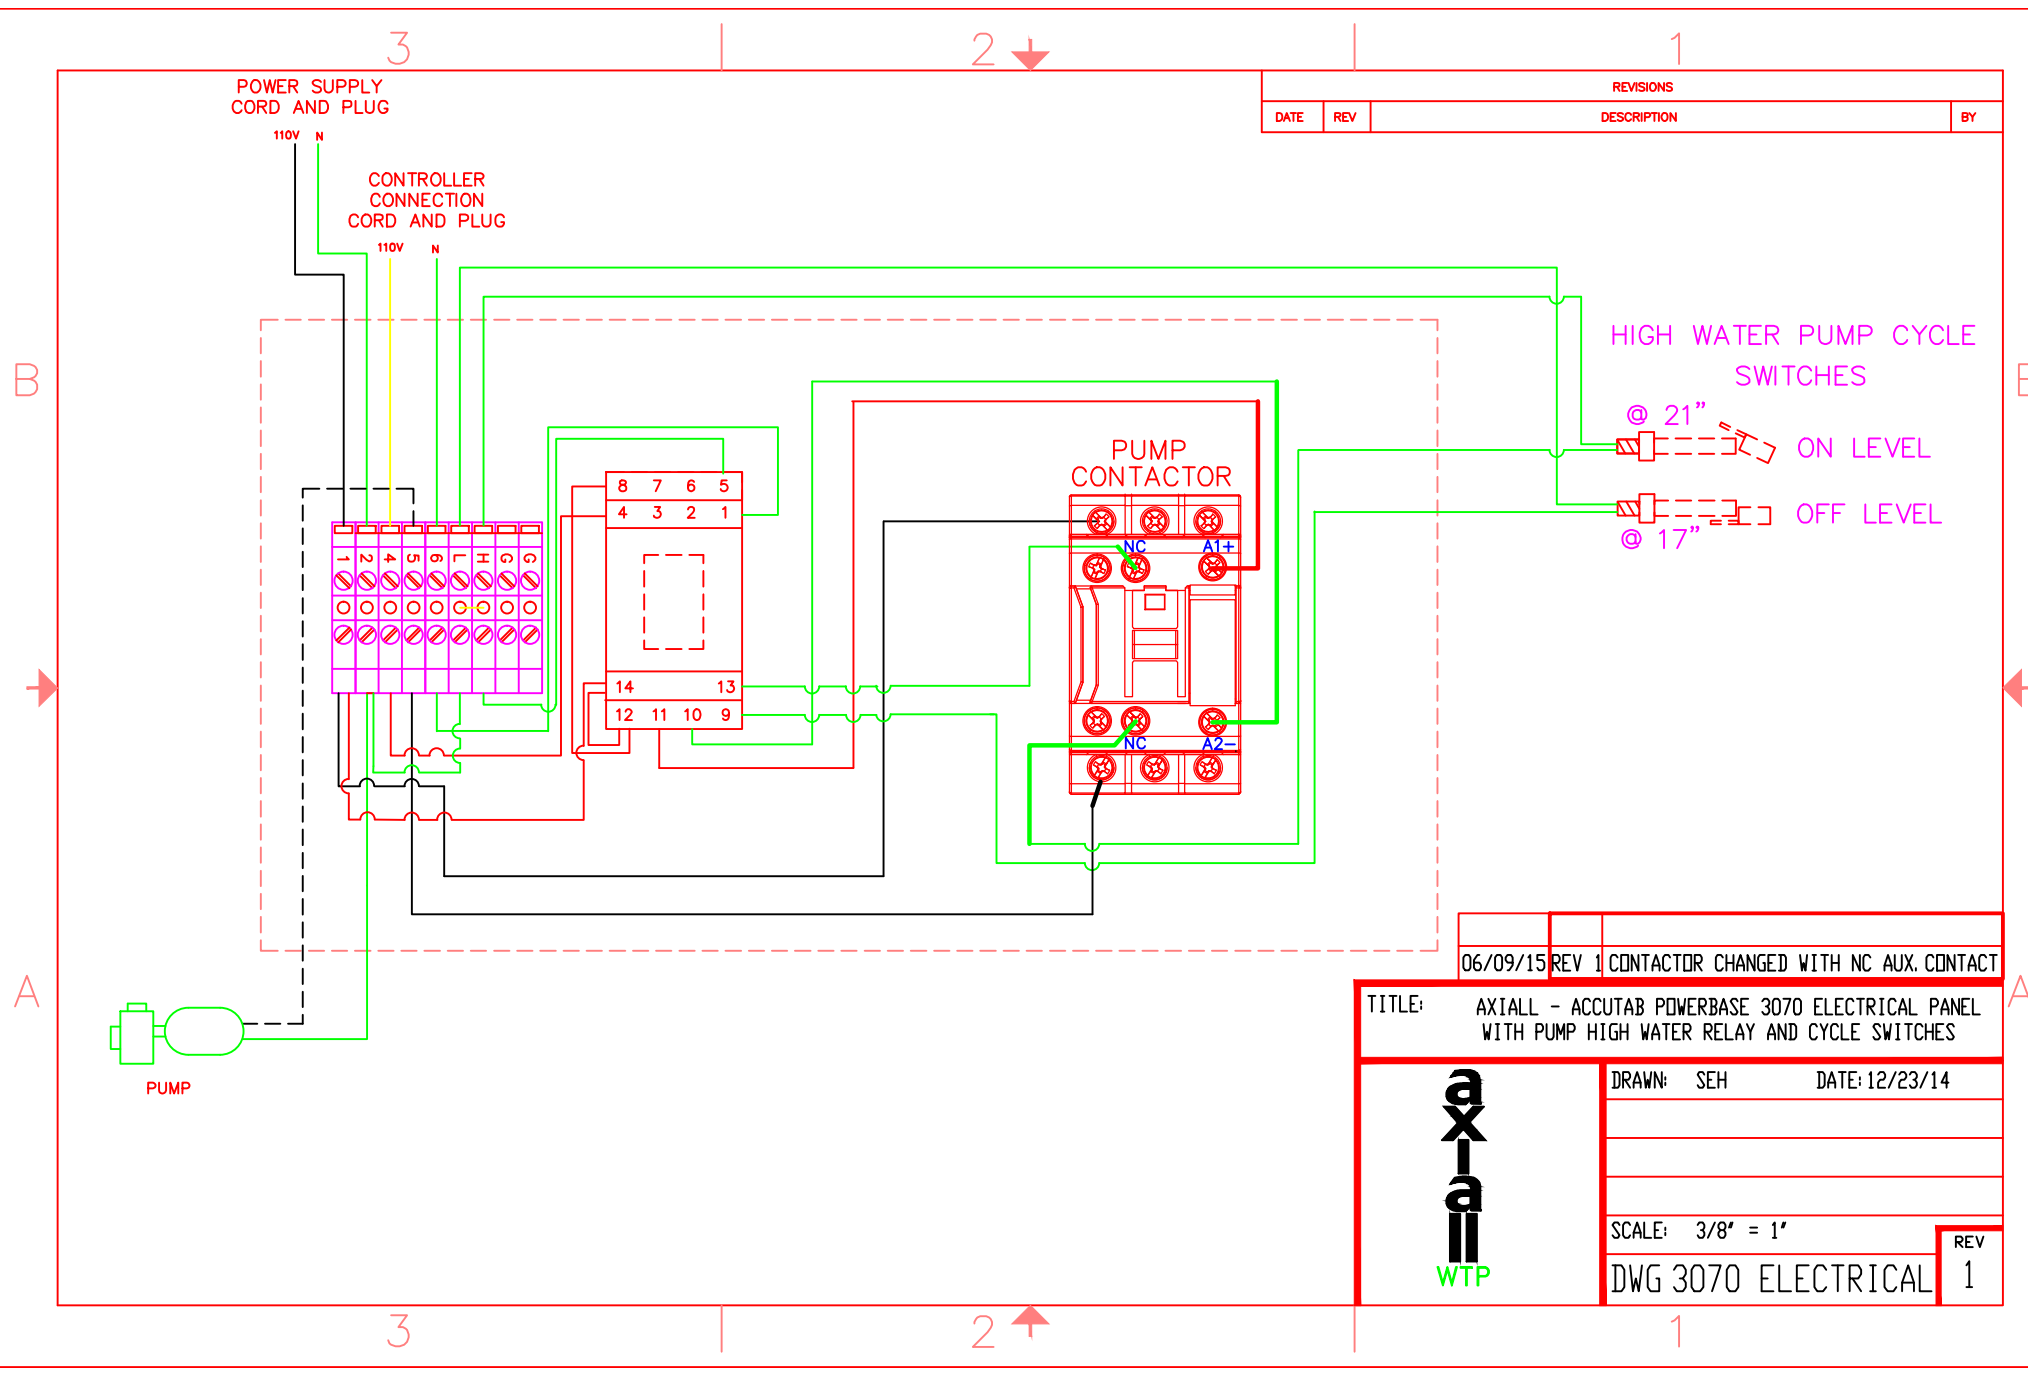 3
2
1
POWER SUPPLY
CORD AND PLUG
110V N
CONTROLLER
CONNECTION
CORD AND PLUG
110V N
REVISIONS
DATE REV DESCRIPTION BY
B
B
HIGH WATER PUMP CYCLE
SWITCHES
@ 21"
ON LEVEL
OFF LEVEL
@ 17"
PUMP
CONTACTOR
NC A1+
NC A2-
8 7 6 5
4 3 2 1
14 13
12 11 10 9
1 2 4 5 6 L H G G
A
A
PUMP
06/09/15 REV 1 CONTACTOR CHANGED WITH NC AUX. CONTACT
TITLE: AXIALL - ACCUTAB POWERBASE 3070 ELECTRICAL PANEL
WITH PUMP HIGH WATER RELAY AND CYCLE SWITCHES
axiall
WTP
DRAWN: SEH DATE: 12/23/14
SCALE: 3/8" = 1"
DWG 3070 ELECTRICAL
REV
1
3
2
1